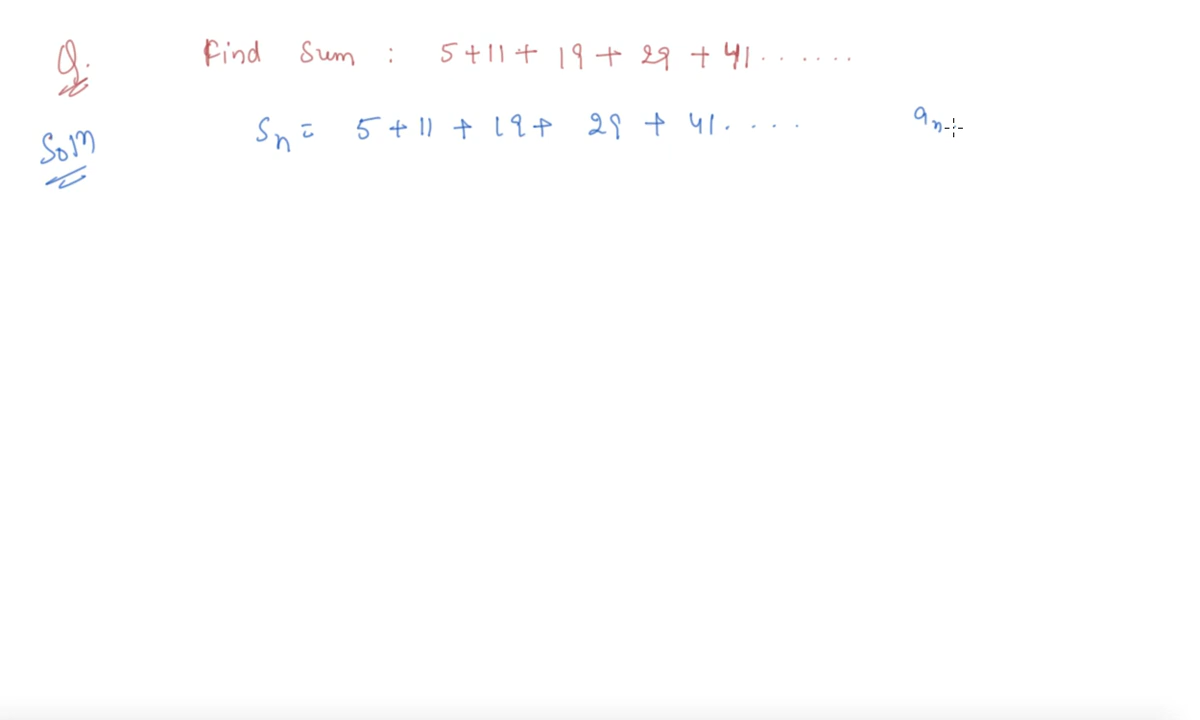 Q. Find Sum : 5+11+ 19+ 29 +41......
Soln Sn= 5+11 + 19+ 29 + 41.... an